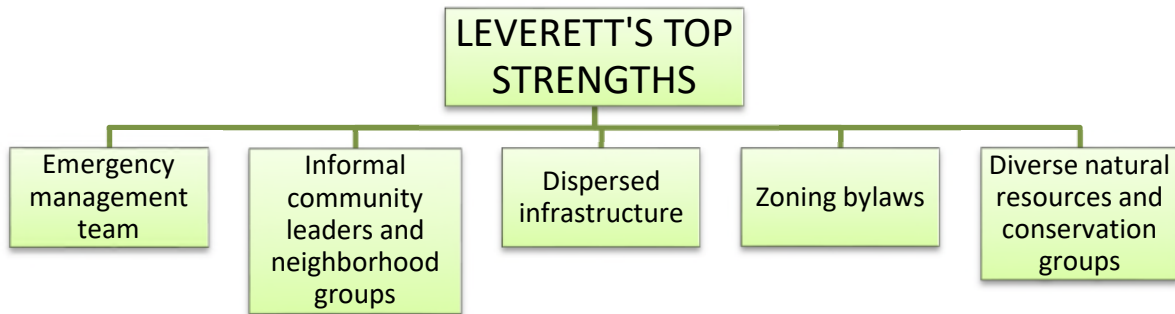 LEVERETT'S TOP
STRENGTHS
Emergency
management
team
Informal
community
leaders and
neighborhood
groups
Dispersed
infrastructure
Zoning bylaws
Diverse natural
resources and
conservation
groups